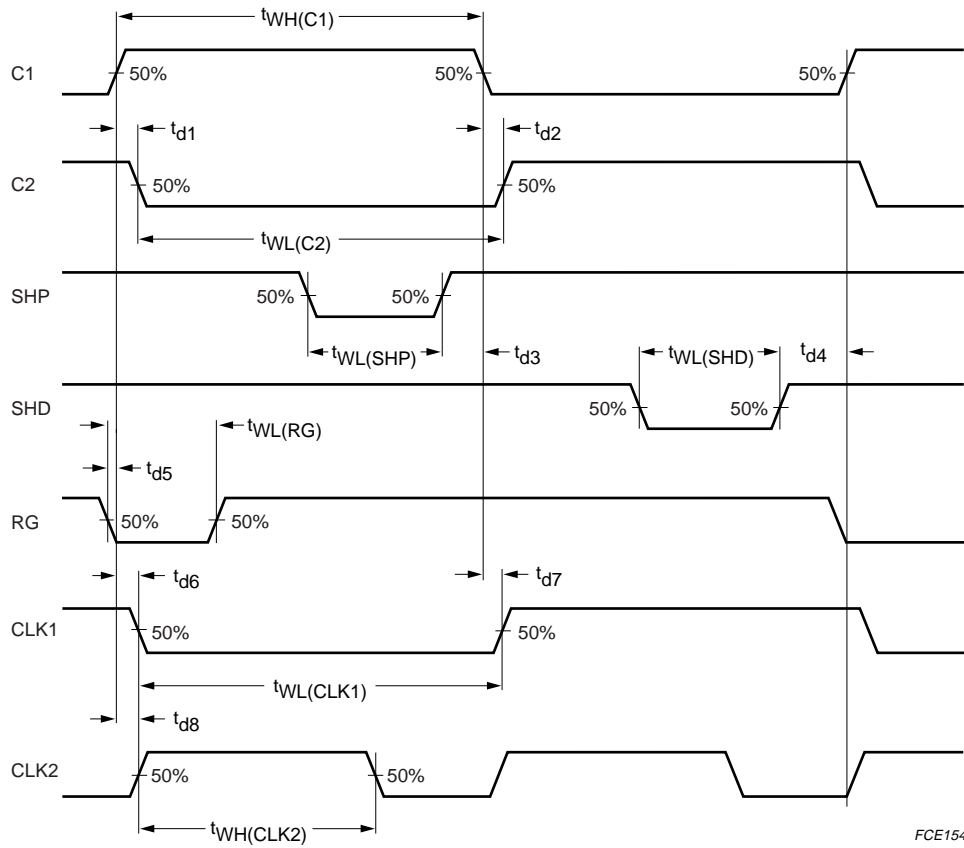 tWH(C1)
C1 50% 50% 50%
td1 td2
C2 50% 50%
tWL(C2)
SHP 50% 50%
tWL(SHP) td3 tWL(SHD) td4
SHD 50% 50%
tWL(RG)
td5
RG 50% 50%
td6 td7
CLK1 50% 50%
tWL(CLK1)
td8
CLK2 50% 50%
tWH(CLK2)
FCE154